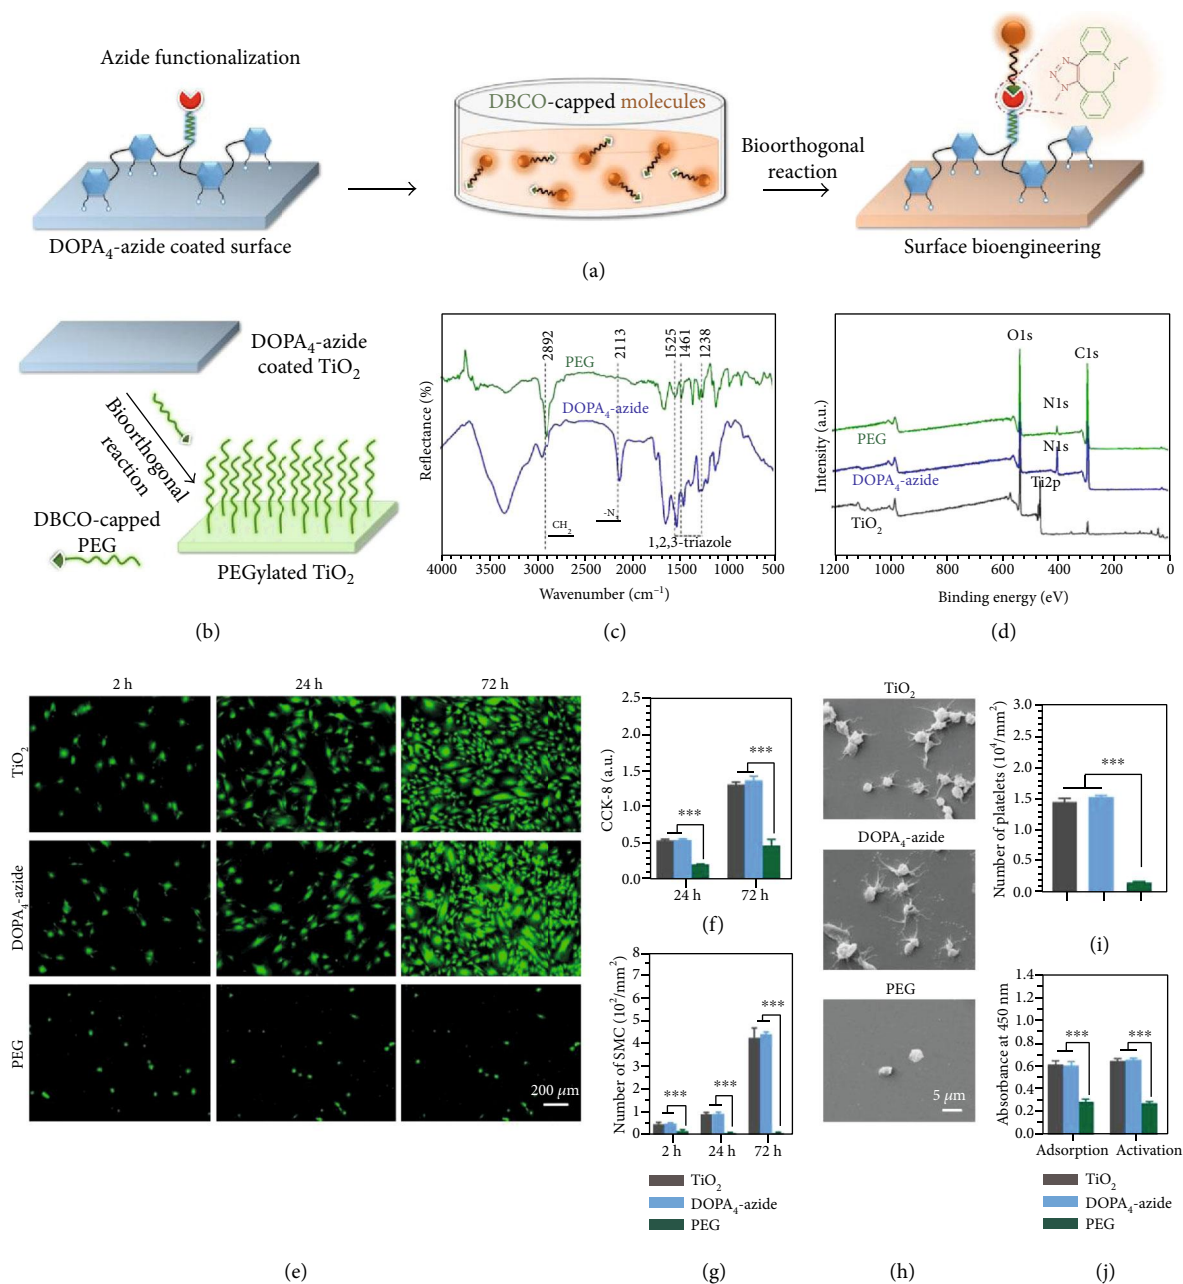 Azide functionalization
DOPA4-azide coated surface
DBCO-capped molecules
Bioorthogonal
reaction
N
N
N
N
Surface bioengineering
(a)
DOPA4-azide
coated TiO2
Bioorthogonal
reaction
DBCO-capped
PEG
PEGylated TiO2
(b)
Reflectance (%)
2892
2113
1525
1461
1238
PEG
DOPA4-azide
CH2
-N3
1,2,3-triazole
4000 3500 3000 2500 2000 1500 1000 500
Wavenumber (cm−1)
(c)
Intensity (a.u.)
O1s
C1s
N1s
PEG
N1s
DOPA4-azide
Ti2p
TiO2
1200 1000 800 600 400 200 0
Binding energy (eV)
(d)
2 h 24 h 72 h
TiO2
DOPA4-azide
PEG
200 μm
(e)
CCK-8 (a.u.)
2.5
2.0
1.5
1.0
0.5
0.0
***
***
24 h 72 h
(f)
Number of SMC (10²/mm²)
8
7
6
5
4
3
2
1
0
***
***
***
2 h 24 h 72 h
TiO2
DOPA4-azide
PEG
(g)
TiO2
DOPA4-azide
PEG
5 μm
(h)
Number of platelets (10⁴/mm²)
3.0
2.5
2.0
1.5
1.0
0.5
0.0
***
(i)
Absorbance at 450 nm
1.4
1.2
1.0
0.8
0.6
0.4
0.2
0.0
***
***
Adsorption Activation
TiO2
DOPA4-azide
PEG
(j)